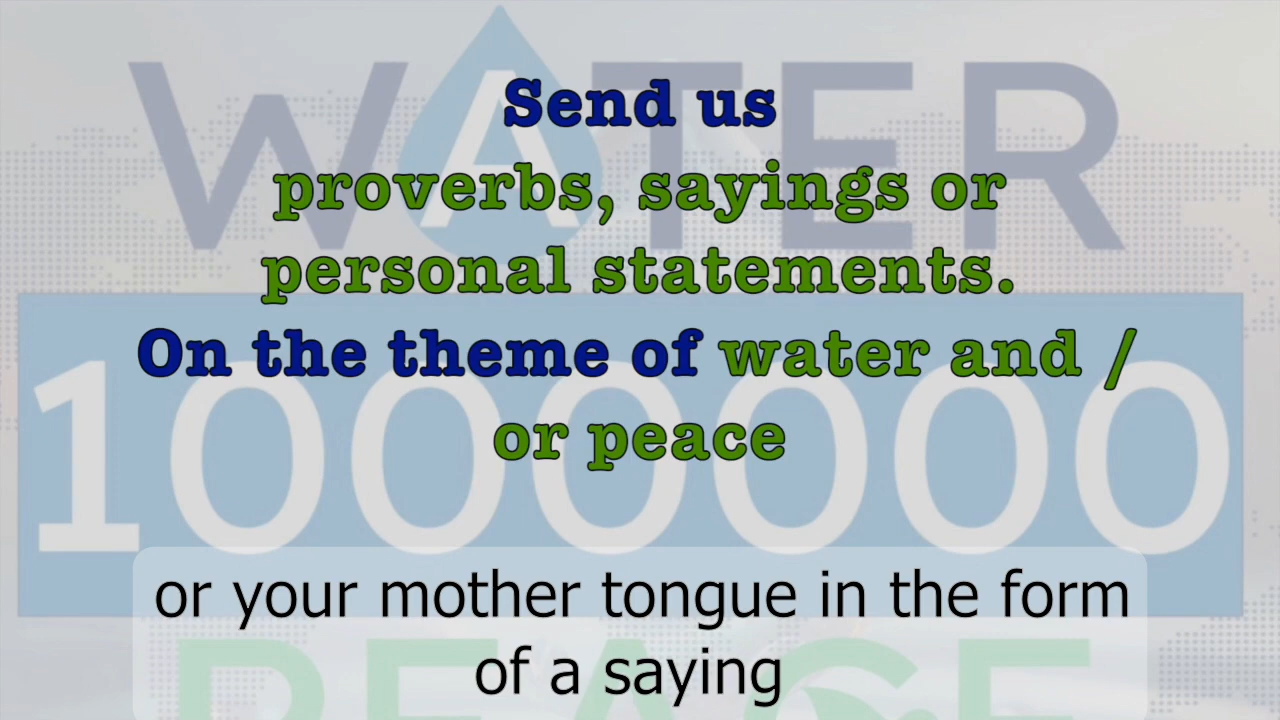 WATER
Send us
proverbs, sayings or
personal statements.
On the theme of water and /
or peace
1000000
or your mother tongue in the form
of a saying
PEACE